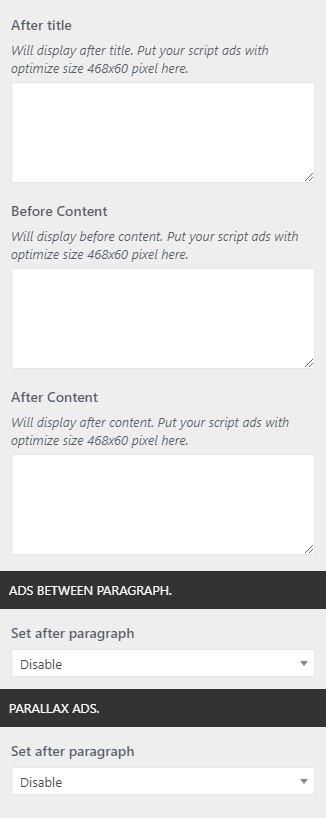 After title
Will display after title. Put your script ads with
optimize size 468x60 pixel here.
Before Content
Will display before content. Put your script ads with
optimize size 468x60 pixel here.
After Content
Will display after content. Put your script ads with
optimize size 468x60 pixel here.
ADS BETWEEN PARAGRAPH.
Set after paragraph
Disable
PARALLAX ADS.
Set after paragraph
Disable